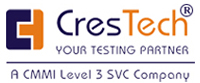 CresTech®
YOUR TESTING PARTNER
A CMMI Level 3 SVC Company